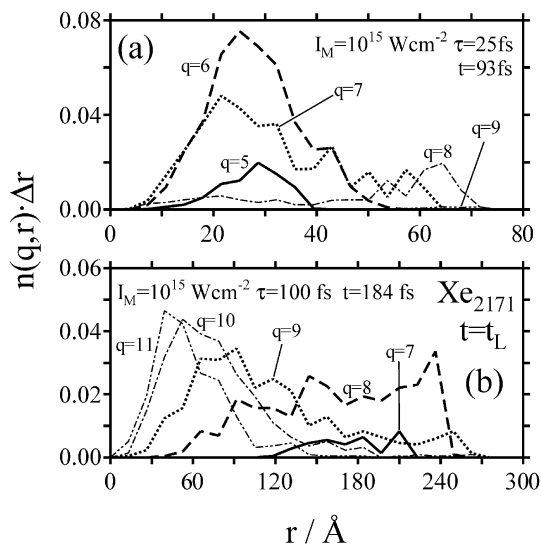 0.08
(a)
I_M=10^15 Wcm^-2 τ=25fs
t=93fs
q=6
q=7
q=9
0.04
q=8
q=5
0.00
0 20 40 60 80
n(q,r)·Δr
0.06
I_M=10^15 Wcm^-2 τ=100 fs t=184 fs
Xe_2171
t=t_L
q=10
q=9
q=11
q=7
0.04
q=8
(b)
0.02
0.00
0 60 120 180 240 300
r / Å